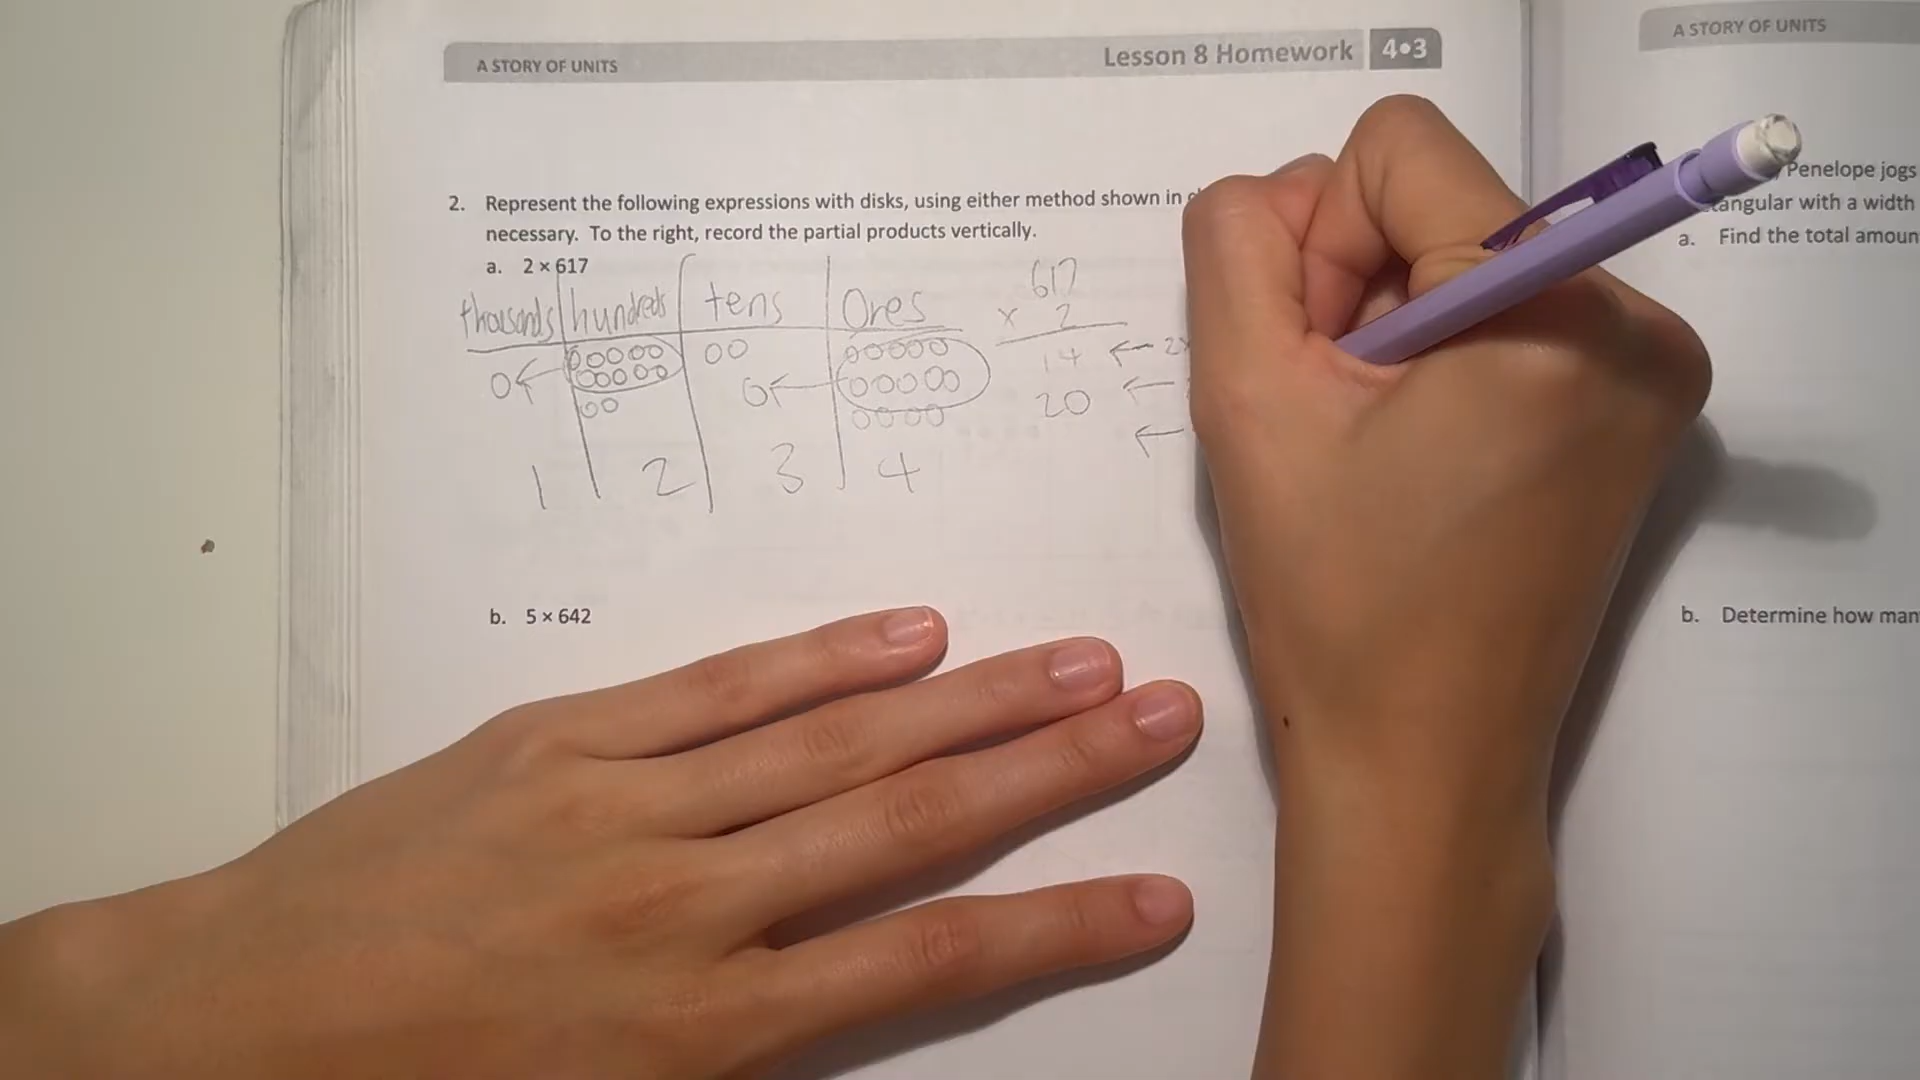 A STORY OF UNITS
Lesson 8 Homework 4•3
2. Represent the following expressions with disks, using either method shown in
necessary. To the right, record the partial products vertically.
a. 2 × 617
thousands hundreds tens Ones
617
x 2
14 ← 2x
20 ←
←
1 2 3 4
b. 5 × 642
A STORY OF UNITS
Penelope jogs
with a width
a. Find the total
b. Determine how